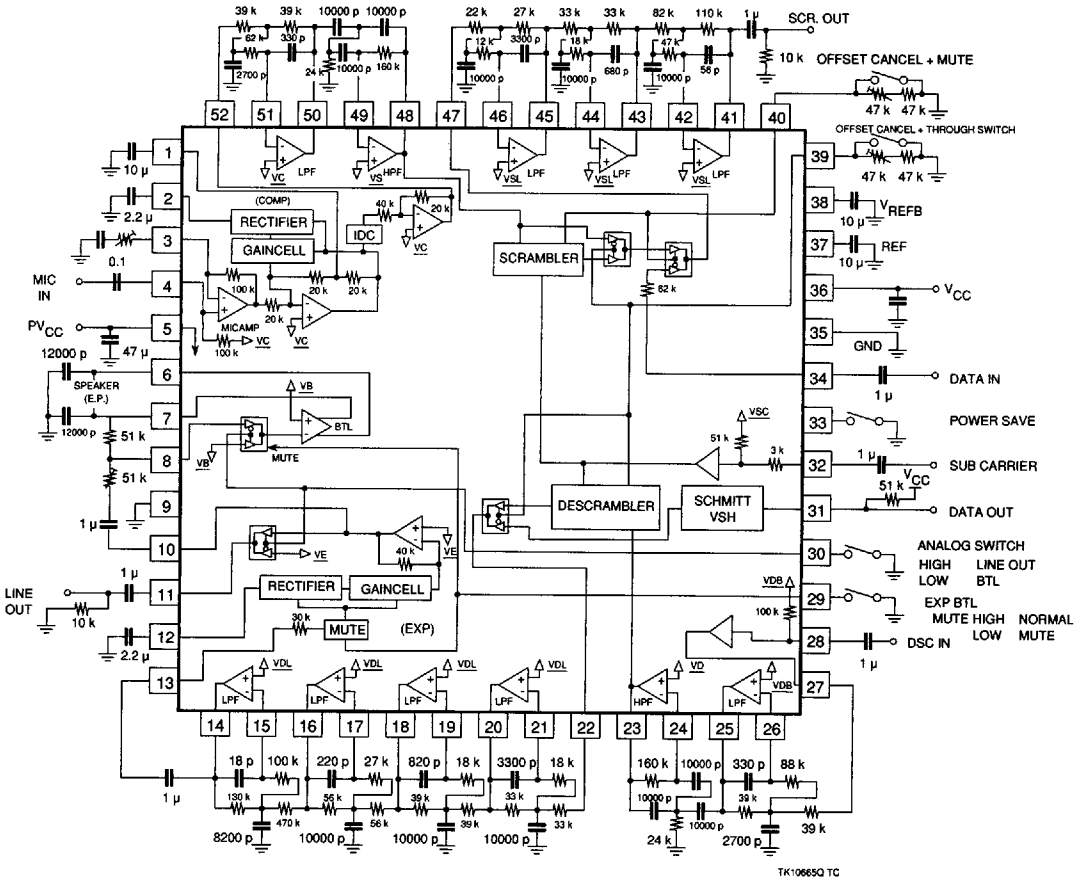 39 k 39 k 10000 p 10000 p
62 k 330 p
2700 p 24 k 10000 p 160 k
22 k 27 k 33 k 33 k 82 k 110 k 1 µ
SCR. OUT
12 k 3300 p 18 k 47 k
10000 p 10000 p 680 p 10000 p 56 p
10 k
OFFSET CANCEL + MUTE
47 k 47 k
52 51 50 49 48 47 46 45 44 43 42 41 40
OFFSET CANCEL + THROUGH SWITCH
47 k 47 k
1
10 µ
2
2.2 µ
3
0.1
MIC IN
4
PVCC
5
47 µ
12000 p
6
SPEAKER (E.P.)
7
12000 p
51 k
8
51 k
9
1 µ
10
1 µ
LINE OUT
11
10 k
12
2.2 µ
13
39
38
VREFB
10 µ
37
REF
10 µ
36
VCC
35
GND
34
DATA IN
1 µ
33
POWER SAVE
32
1 µ
SUB CARRIER
VCC
51 k
31
DATA OUT
30
ANALOG SWITCH
HIGH LINE OUT
LOW BTL
29
EXP BTL
MUTE HIGH NORMAL
LOW MUTE
28
DSC IN
1 µ
27
VC LPF
VS HPF
VSL LPF
VSL LPF
VSL LPF
(COMP)
RECTIFIER
GAINCELL
IDC
40 k 20 k
VC
100 k
20 k 20 k
20 k
MICAMP
VC
100 k
VC
SCRAMBLER
62 k
VB
BTL
VB
MUTE
VSC
51 k
3 k
DESCRAMBLER
SCHMITT VSH
VE
VE
40 k
RECTIFIER
GAINCELL
30 k
MUTE
(EXP)
VDB
100 k
VDL LPF
VDL LPF
VDL LPF
VDL LPF
VD HPF
LPF VDB
14 15 16 17 18 19 20 21 22 23 24 25 26
1 µ
18 p 100 k 220 p 27 k 820 p 18 k 3300 p 18 k
130 k 470 k 56 k 56 k 39 k 39 k 33 k 33 k
8200 p 10000 p 10000 p 10000 p
160 k 10000 p 330 p 88 k
10000 p 10000 p 39 k 39 k
24 k 2700 p
TK10665Q TC